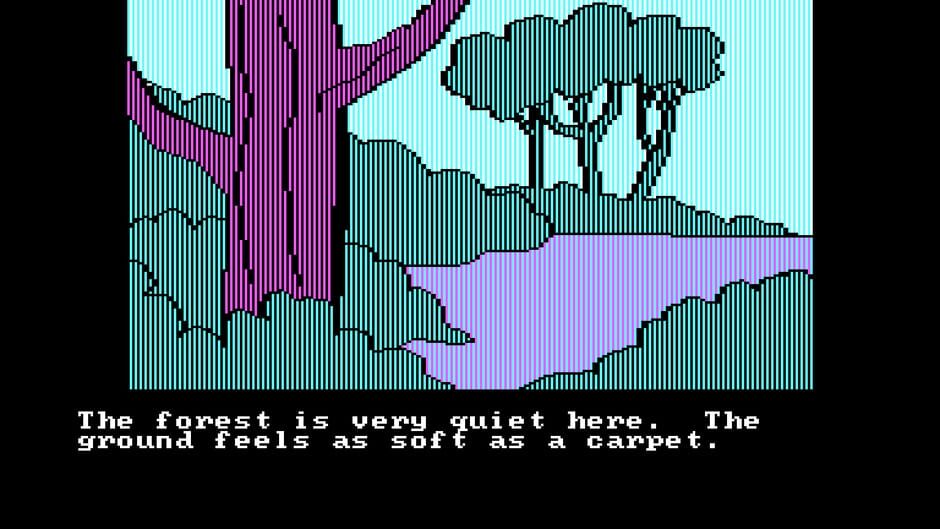 The forest is very quiet here.  The
ground feels as soft as a carpet.